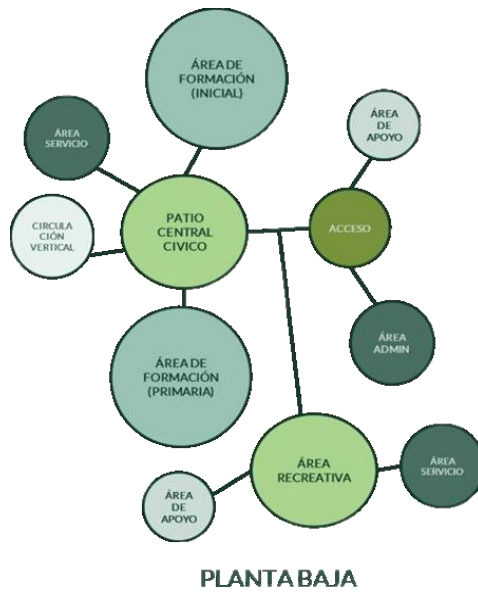 ÁREA DE
FORMACIÓN
(INICIAL)
ÁREA
SERVICIO
ÁREA
DE
APOYO
CIRCULA
CIÓN
VERTICAL
PATIO
CENTRAL
CIVICO
ACCESO
ÁREA DE
FORMACIÓN
(PRIMARIA)
ÁREA
ADMIN
ÁREA
RECREATIVA
ÁREA
SERVICIO
ÁREA
DE
APOYO
PLANTA BAJA